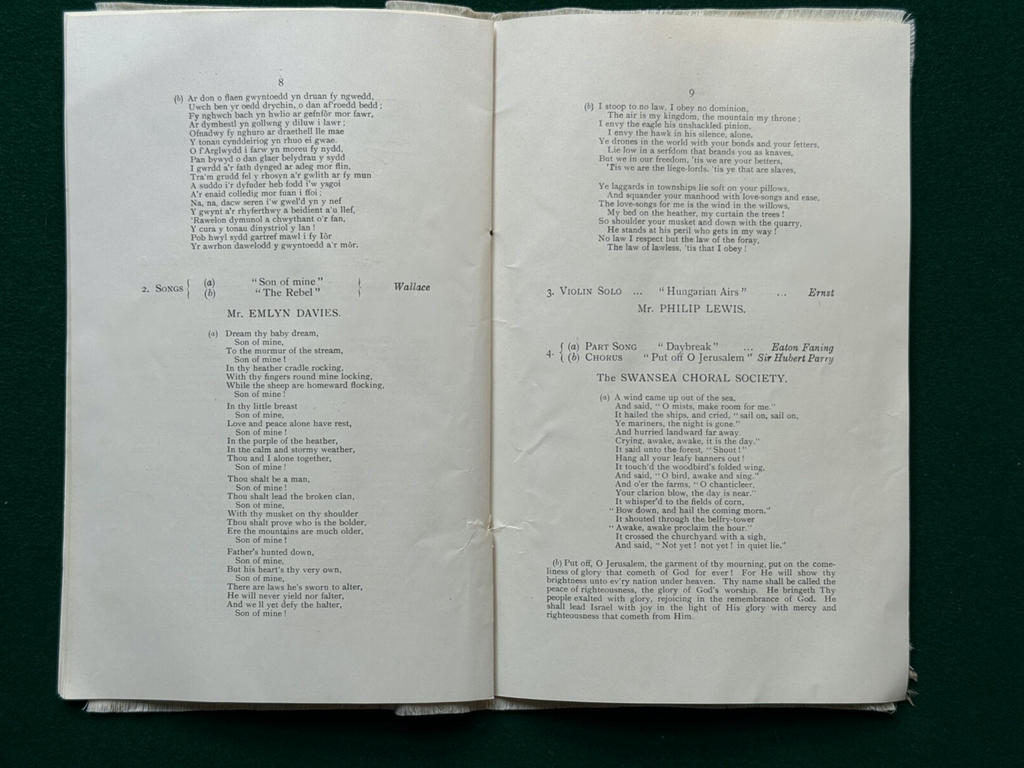 8
(b) Ar don o flaen gwyntoedd yn druan fy ngwedd,
Uwch ben yr oedd drychin, o dan af'roedd bedd ;
Fy nghwch bach yn hwlio ar gefnfôr mor fawr,
Ar dymhestl yn gollwng y diluw i lawr ;
Ofnadwy fy nghuro ar draethell lle mae
Y tonau cynddeiriog yn rhuo ei gwae.
O f'Arglwydd i farw yn moreu fy nydd,
Pan bywyd o dan glaer belydrau y sydd
I gwrdd a'r fath dynged ar adeg mor flin,
Tra'm grudd fel y rhosyn a'r gwlith ar fy mun
A suddo i'r dyfuder heb fodd i'w ysgoi
A'r enaid colledig mor fuan i ffoi ;
Na, na, dacw seren i'w gwel'd yn y nef
Y gwynt a'r rhyferthwy a beidient a'u llef,
'Rawelon dymunol a chwythant o'r fan,
Y cura y tonau dinystriol y lan !
Pob hwyl sydd gartref mawl i fy Iôr
Yr awrhon dawelodd y gwyntoedd a'r môr.
2. SONGS { (a) "Son of mine" } Wallace
(b) "The Rebel"
Mr. EMLYN DAVIES.
(a) Dream thy baby dream,
Son of mine,
To the murmur of the stream,
Son of mine !
In thy heather cradle rocking,
With thy fingers round mine locking,
While the sheep are homeward flocking,
Son of mine !
In thy little breast
Son of mine,
Love and peace alone have rest,
Son of mine !
In the purple of the heather,
In the calm and stormy weather,
Thou and I alone together,
Son of mine !
Thou shalt be a man,
Son of mine,
Thou shalt lead the broken clan,
Son of mine,
With thy musket on thy shoulder
Thou shalt prove who is the bolder,
Ere the mountains are much older,
Son of mine !
Father's hunted down,
Son of mine,
But his heart's thy very own,
Son of mine,
There are laws he's sworn to alter,
He will never yield nor falter,
And we'll yet defy the halter,
Son of mine !
9
(b) I stoop to no law, I obey no dominion,
The air is my kingdom, the mountain my throne ;
I envy the eagle his unshackled pinion,
I envy the hawk in his silence, alone.
Ye drones in the world with your bonds and your fetters,
Lie low in a serfdom that brands you as knaves,
But we in our freedom, 'tis we are your betters,
'Tis we are the liege-lords. 'tis ye that are slaves,
Ye laggards in townships lie soft on your pillows,
And squander your manhood with love-songs and ease,
The love-songs for me is the wind in the willows,
My bed on the heather, my curtain the trees !
So shoulder your musket and down with the quarry,
He stands at his peril who gets in my way !
No law I respect but the law of the foray,
The law of lawless, 'tis that I obey !
3. VIOLIN SOLO ... "Hungarian Airs" ... Ernst
Mr. PHILIP LEWIS.
4. { (a) PART SONG "Daybreak" ... Eaton Faning
(b) CHORUS "Put off O Jerusalem" Sir Hubert Parry
The SWANSEA CHORAL SOCIETY.
(a) A wind came up out of the sea,
And said, "O mists, make room for me."
It hailed the ships, and cried, "sail on, sail on,
Ye mariners, the night is gone."
And hurried landward far away,
Crying, awake, awake, it is the day."
It said unto the forest, "Shout !"
Hang all your leafy banners out !
It touch'd the woodbird's folded wing,
And said, "O bird, awake and sing."
And o'er the farms, "O chanticleer,
Your clarion blow, the day is near."
It whisper'd to the fields of corn,
"Bow down, and hail the coming morn."
It shouted through the belfry-tower
"Awake, awake proclaim the hour."
It crossed the churchyard with a sigh,
And said, "Not yet ! not yet ! in quiet lie."
(b) Put off, O Jerusalem, the garment of thy mourning, put on the come-
liness of glory that cometh of God for ever ! For He will show thy
brightness unto ev'ry nation under heaven. Thy name shall be called the
peace of righteousness, the glory of God's worship. He bringeth Thy
people exalted with glory, rejoicing in the remembrance of God. He
shall lead Israel with joy in the light of His glory with mercy and
righteousness that cometh from Him.